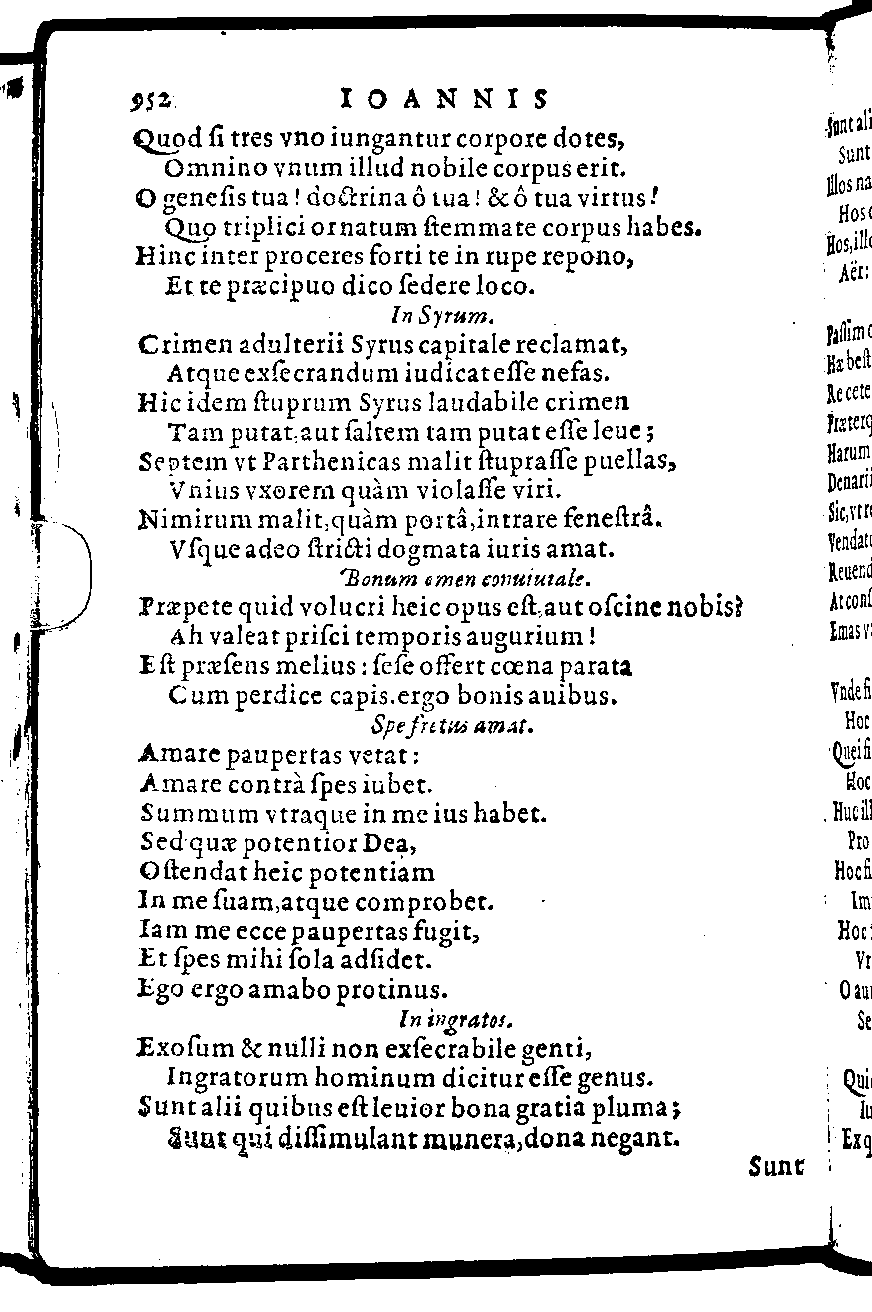 952 IOANNIS
Quod ſi tres vno iungantur corpore dotes,
Omnino vnum illud nobile corpus erit.
O geneſis tua! doctrina ô tua! & ô tua virtus!
Quo triplici ornatum ſtemmate corpus habes.
Hinc inter proceres forti te in rupe repono,
Et te præcipuo dico ſedere loco.
In Syrum.
Crimen adulterii Syrus capitale reclamat,
Atque exſecrandum iudicat eſſe nefas.
Hic idem ſtuprum Syrus laudabile crimen
Tam putat, aut ſaltem tam putat eſſe leue;
Septem vt Parthenicas malit ſtupraſſe puellas,
Vnius vxorem quàm violaſſe viri.
Nimirum malit, quàm portâ, intrare feneſtrâ.
Vſque adeo ſtricti dogmata iuris amat.
Bonum omen conuiuiale.
Præpete quid volucri heic opus eſt, aut oſcine nobis?
Ah valeat priſci temporis augurium!
Eſt præſens melius: ſeſe offert cœna parata
Cum perdice capis. ergo bonis auibus.
Spe fretus amat.
Amare paupertas vetat:
Amare contrà ſpes iubet.
Summum vtraque in me ius habet.
Sed quæ potentior Dea,
Oſtendat heic potentiam
In me ſuam, atque comprobet.
Iam me ecce paupertas fugit,
Et ſpes mihi ſola adſidet.
Ego ergo amabo protinus.
In ingratos.
Exoſum & nulli non exſecrabile genti,
Ingratorum hominum dicitur eſſe genus.
Sunt alii quibus eſt leuior bona gratia pluma;
Sunt qui diſſimulant munera, dona negant.
Sunt
Sunt ali
Sunt
Illos na
Hos
Hos, ill
Aër:
Paſſim
Hæ beſt
Re cete
Præterq
Harum
Denarii
Sic, vt r
Vendat
Reuend
At conſ
Emas v
Vnde ſi
Hoc
Quei ſi
Hoc
Huc ill
Pro
Hoc ſi
Im
Hoc
Vt
O au
Se
Qui
Iu
Ex q